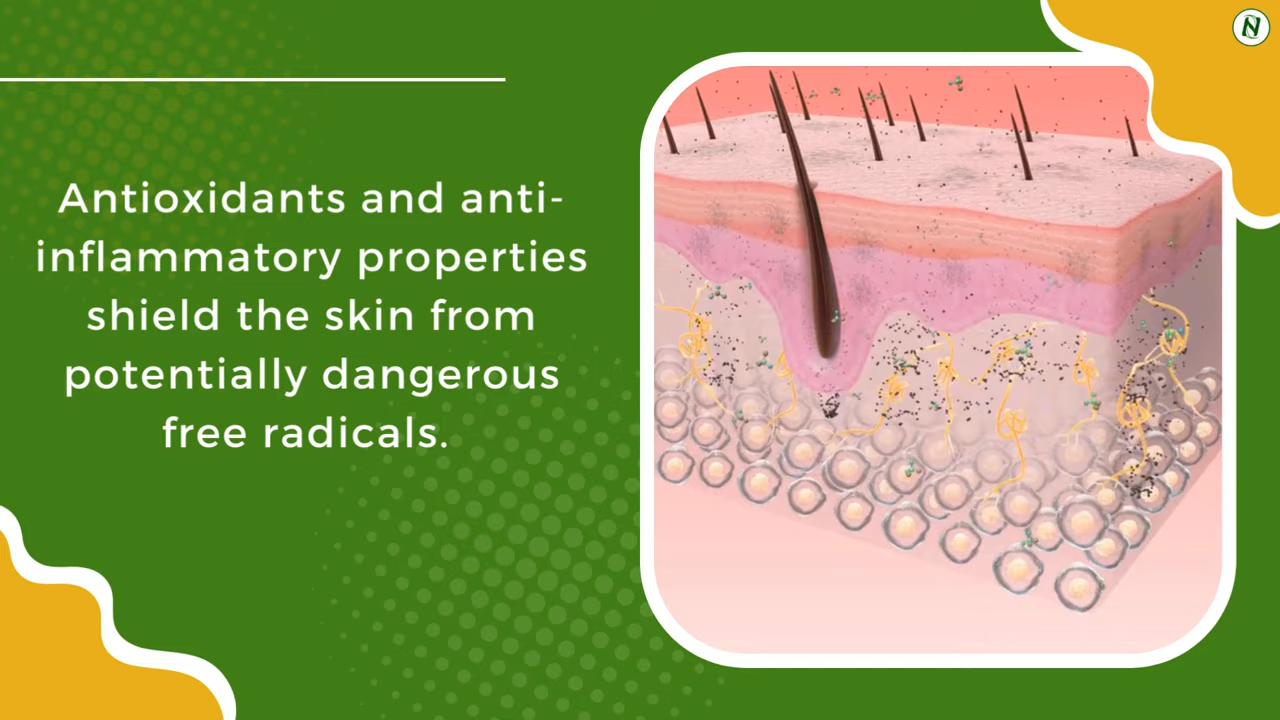 Antioxidants and anti-
inflammatory properties
shield the skin from
potentially dangerous
free radicals.
N